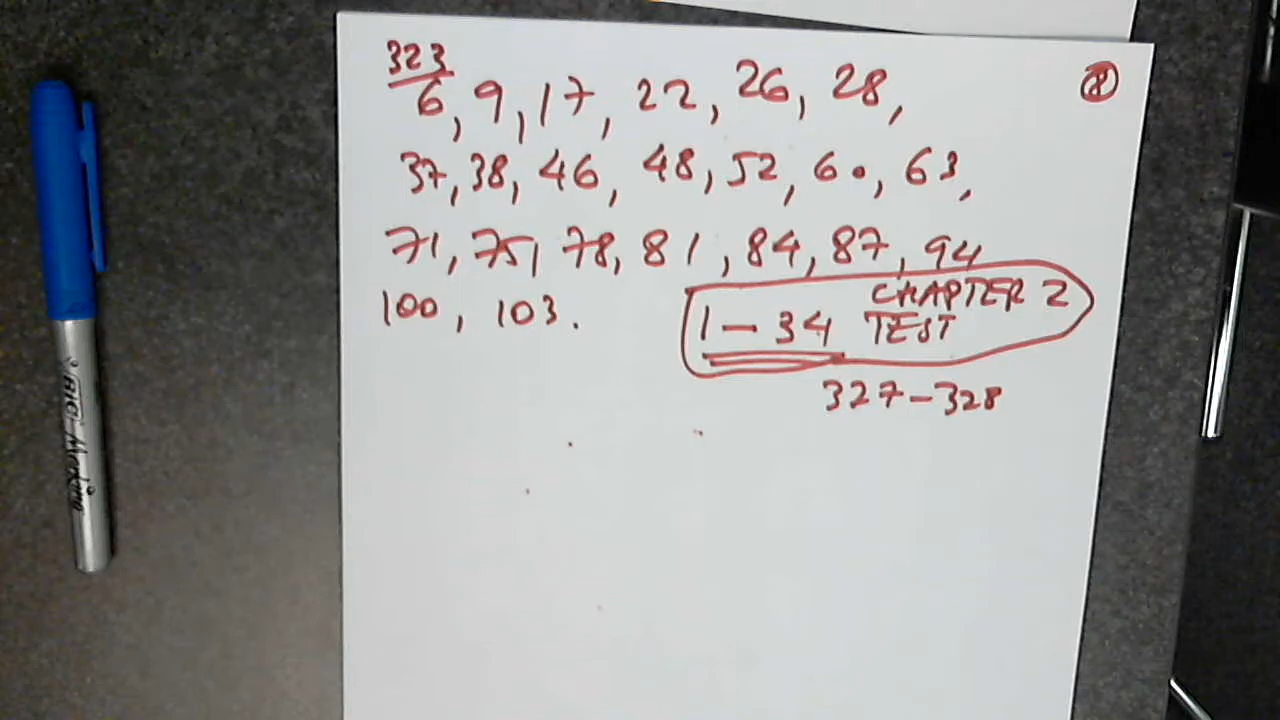 323
6, 9, 17, 22, 26, 28,
8
37, 38, 46, 48, 52, 60, 63,
71, 75, 78, 81, 84, 87, 94
100, 103.
CHAPTER 2
1 - 34 TEST
327-328
BIC Marking